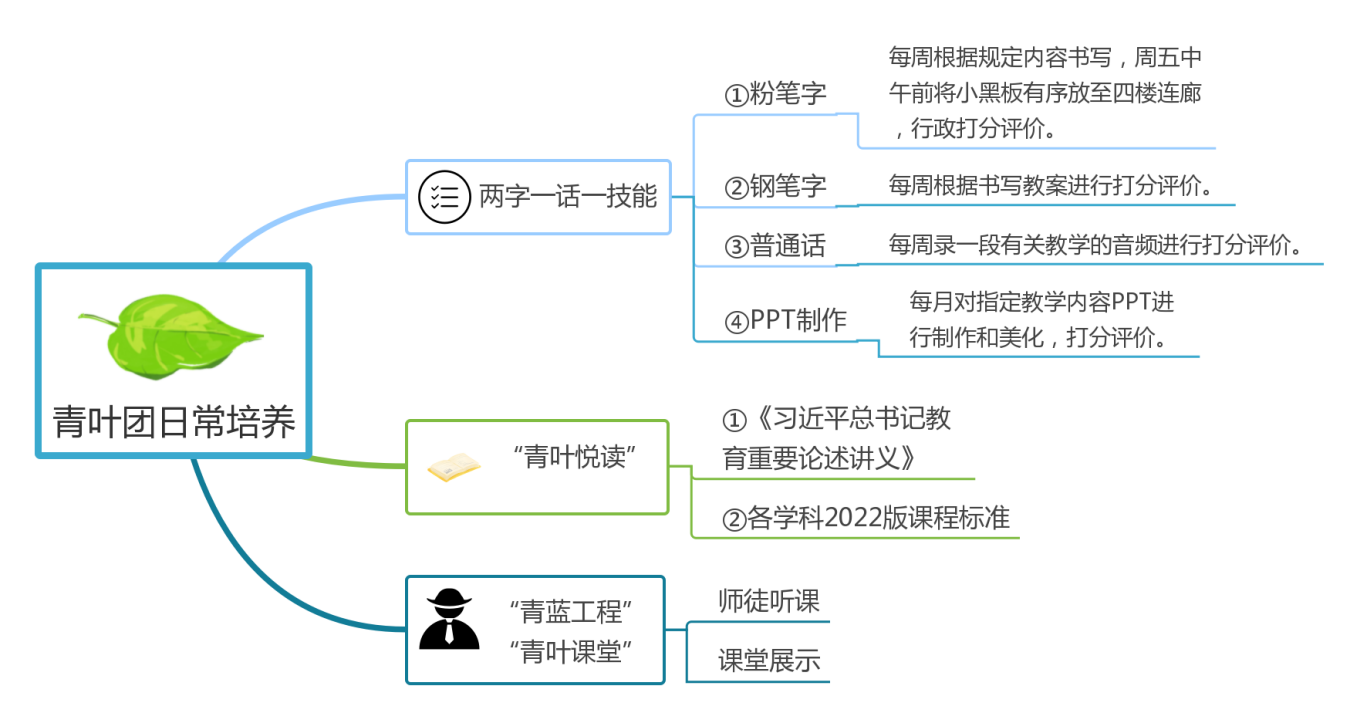 青叶团日常培养
两字一话一技能
①粉笔字
每周根据规定内容书写，周五中
午前将小黑板有序放至四楼连廊
，行政打分评价。
②钢笔字
每周根据书写教案进行打分评价。
③普通话
每周录一段有关教学的音频进行打分评价。
④PPT制作
每月对指定教学内容PPT进
行制作和美化，打分评价。
“青叶悦读”
①《习近平总书记教
育重要论述讲义》
②各学科2022版课程标准
“青蓝工程”
“青叶课堂”
师徒听课
课堂展示